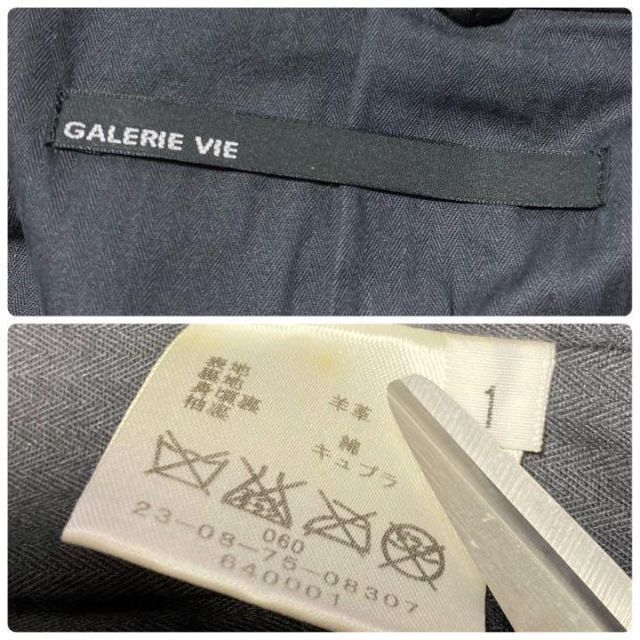 GALERIE VIE
1
表地 羊革
裏地
身頃裏 綿
袖裏 キュプラ
060
23-08-75-08307
640001